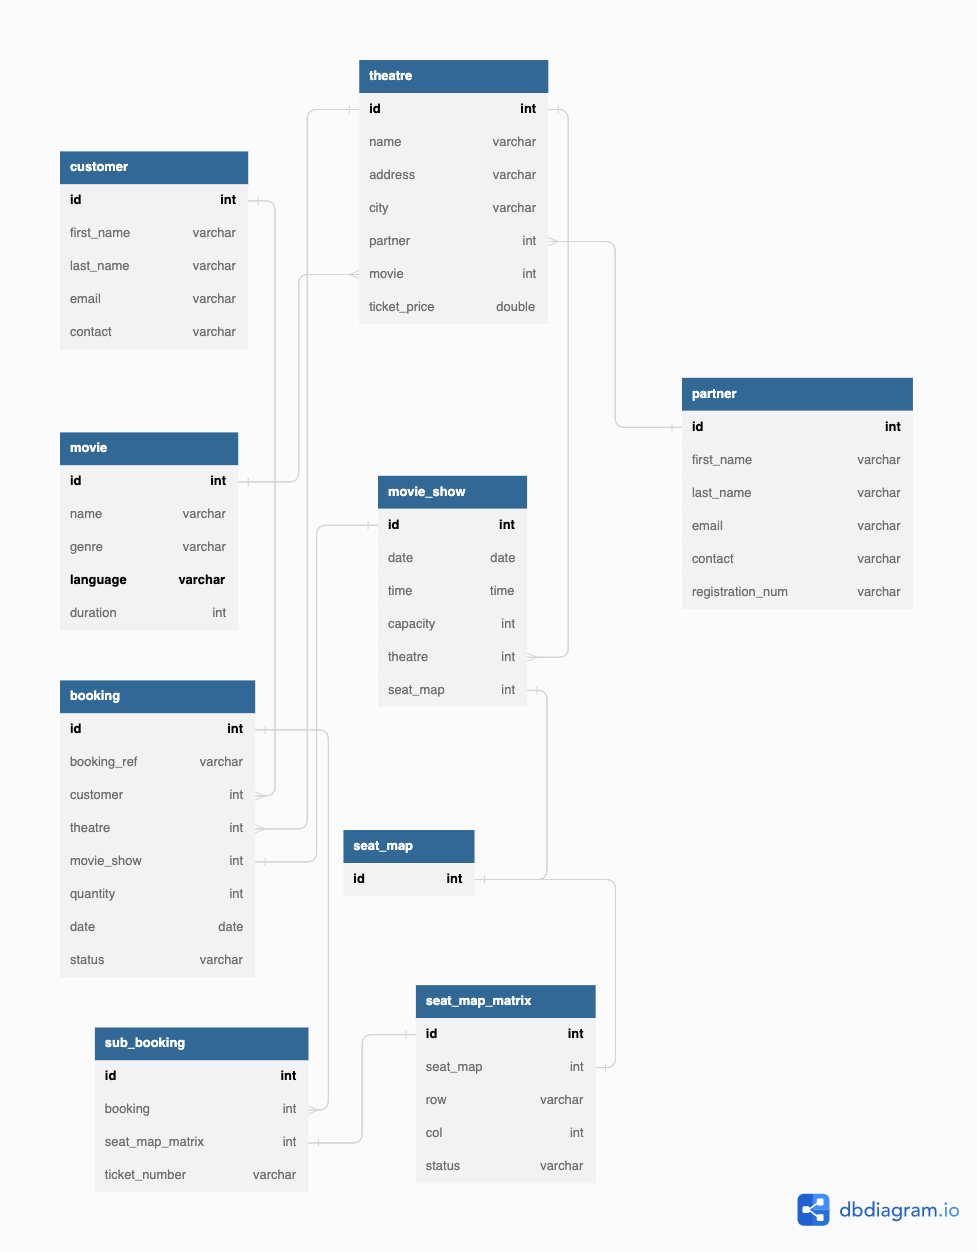 theatre
id int
name varchar
address varchar
city varchar
partner int
movie int
ticket_price double
customer
id int
first_name varchar
last_name varchar
email varchar
contact varchar
partner
id int
first_name varchar
last_name varchar
email varchar
contact varchar
registration_num varchar
movie
id int
name varchar
genre varchar
language varchar
duration int
movie_show
id int
date date
time time
capacity int
theatre int
seat_map int
booking
id int
booking_ref varchar
customer int
theatre int
movie_show int
quantity int
date date
status varchar
seat_map
id int
seat_map_matrix
id int
seat_map int
row varchar
col int
status varchar
sub_booking
id int
booking int
seat_map_matrix int
ticket_number varchar
dbdiagram.io